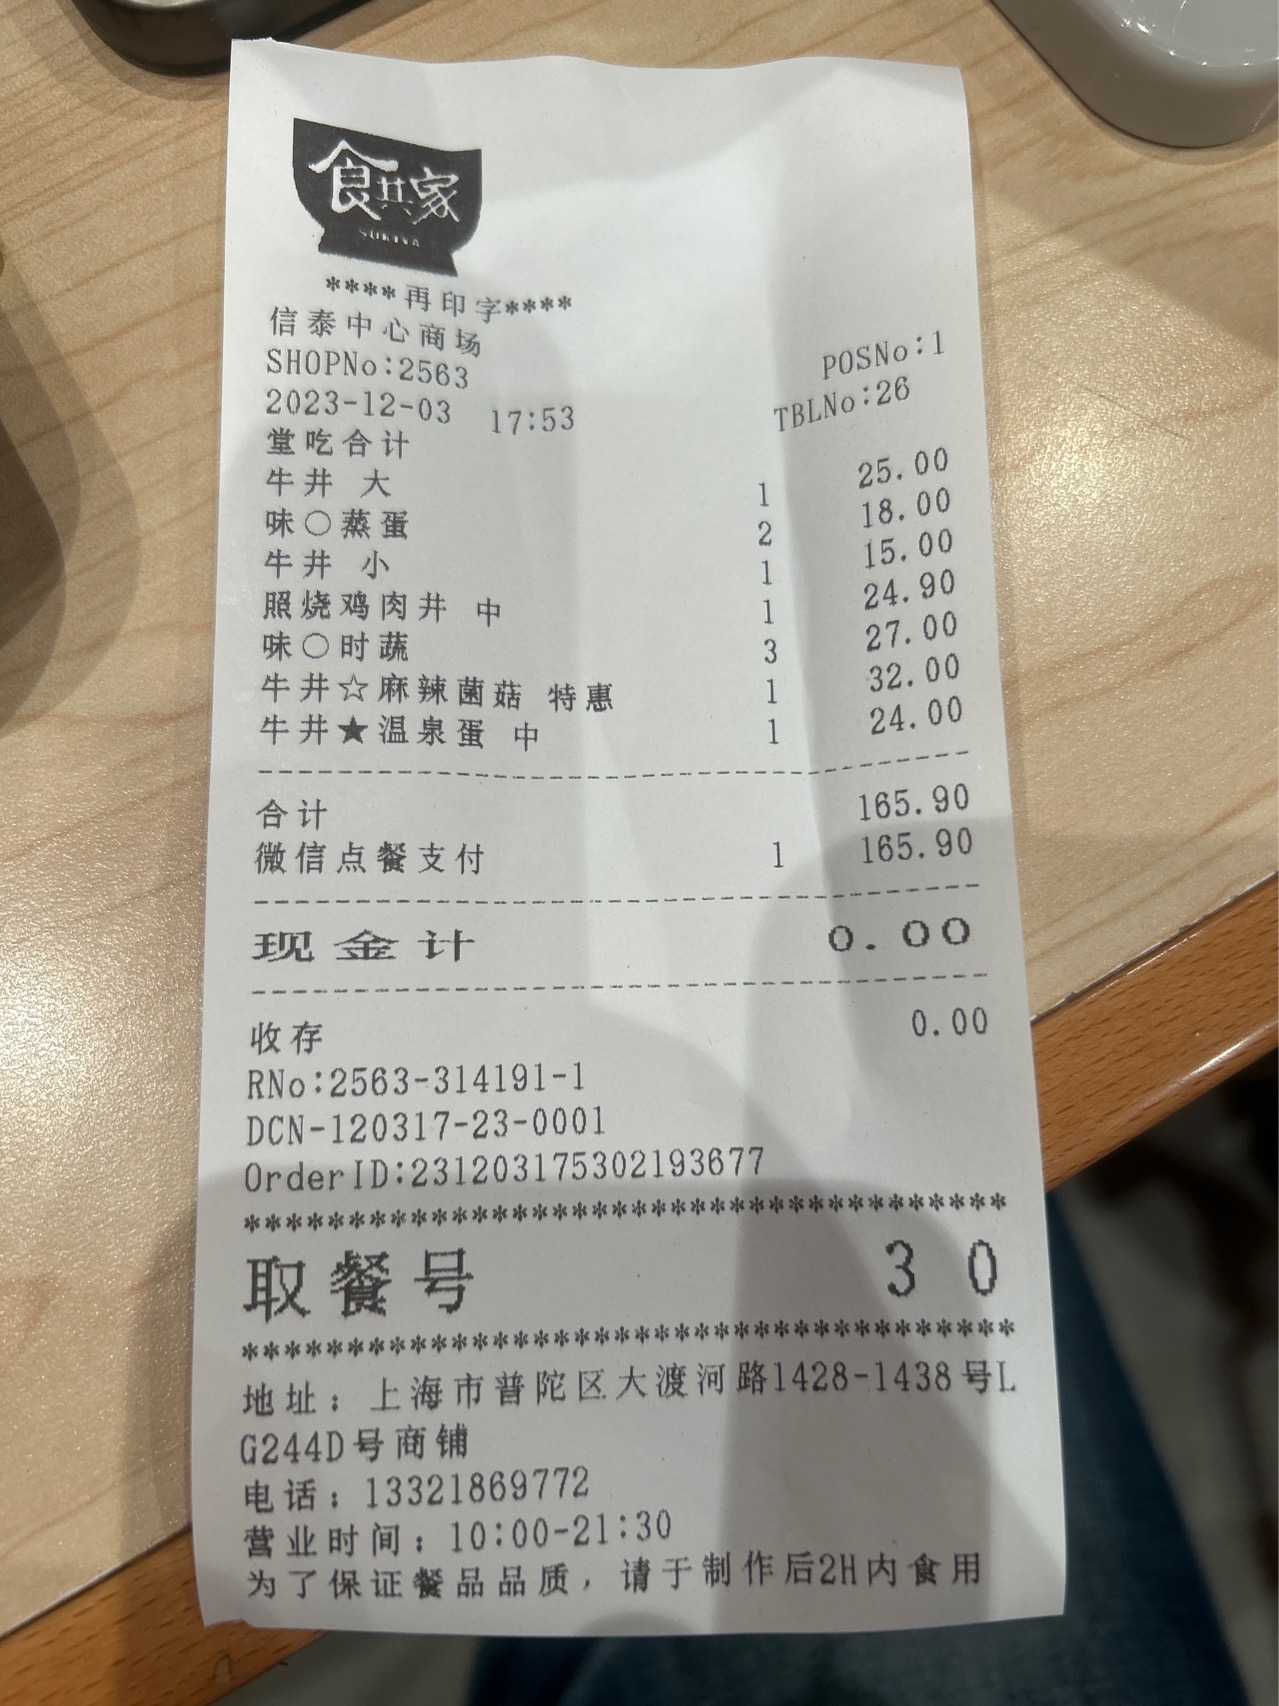 食其家
SUKIYA
****再印字****
信泰中心商场
SHOPNo:2563 POSNo:1
2023-12-03 17:53 TBLNo:26
堂吃合计
牛丼 大 1 25.00
味○蒸蛋 2 18.00
牛丼 小 1 15.00
照烧鸡肉丼 中 1 24.90
味○时蔬 3 27.00
牛丼☆麻辣菌菇 特惠 1 32.00
牛丼★温泉蛋 中 1 24.00
合计 165.90
微信点餐支付 1 165.90
现金计 0.00
收存 0.00
RNo:2563-314191-1
DCN-120317-23-0001
OrderID:231203175302193677
*************************************
取餐号 30
*************************************
地址：上海市普陀区大渡河路1428-1438号L
G244D号商铺
电话：13321869772
营业时间：10:00-21:30
为了保证餐品品质，请于制作后2H内食用